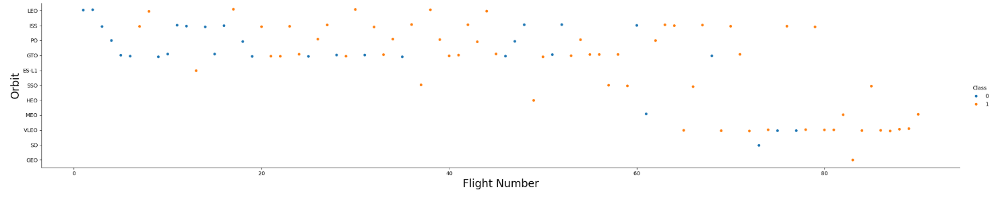 LEO
ISS
PO
GTO
ES-L1
SSO
HEO
MEO
VLEO
SO
GEO
Orbit
0 20 40 60 80
Flight Number
Class
0
1